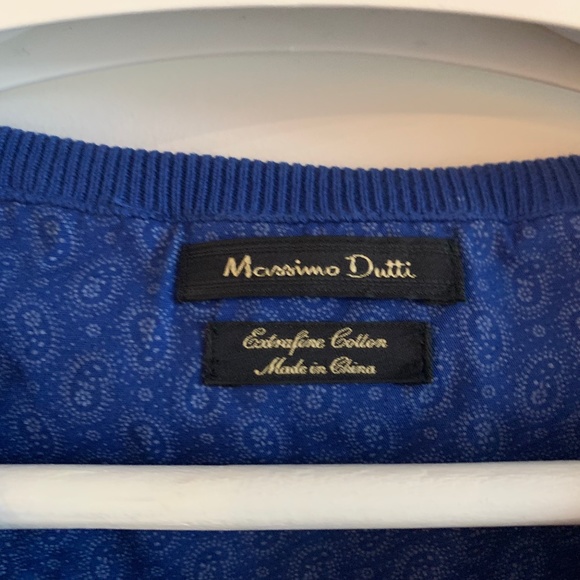 Massimo Dutti
Extrafine Cotton
Made in China